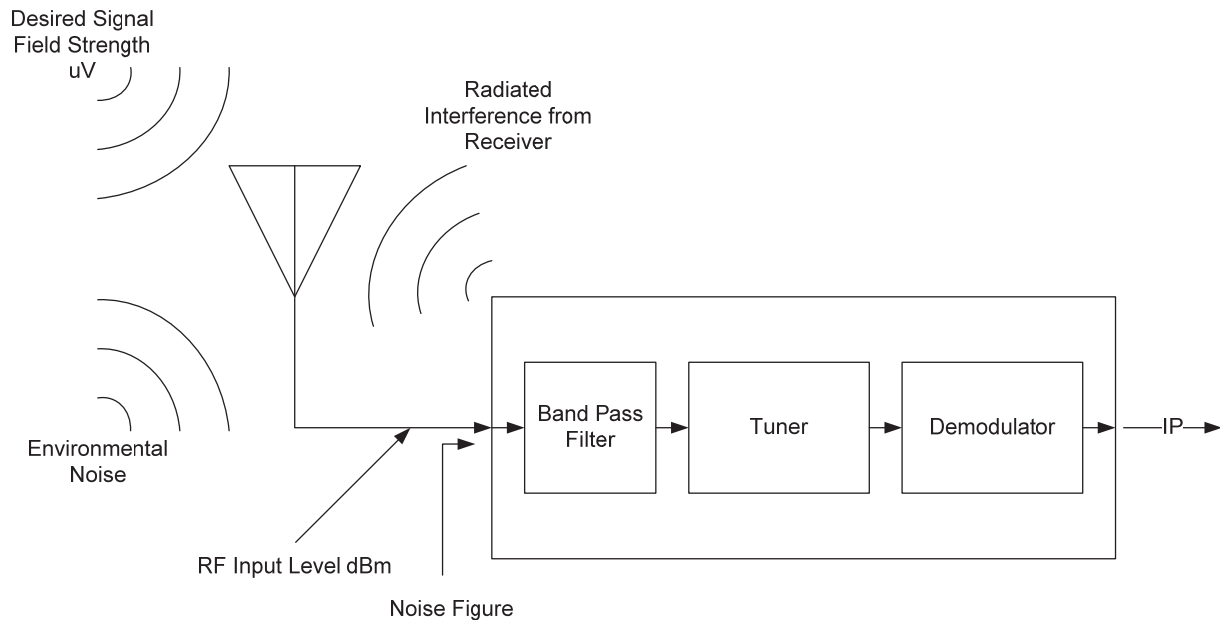 Desired Signal
Field Strength
uV
Radiated
Interference from
Receiver
Environmental
Noise
Band Pass
Filter
Tuner
Demodulator
IP
RF Input Level dBm
Noise Figure